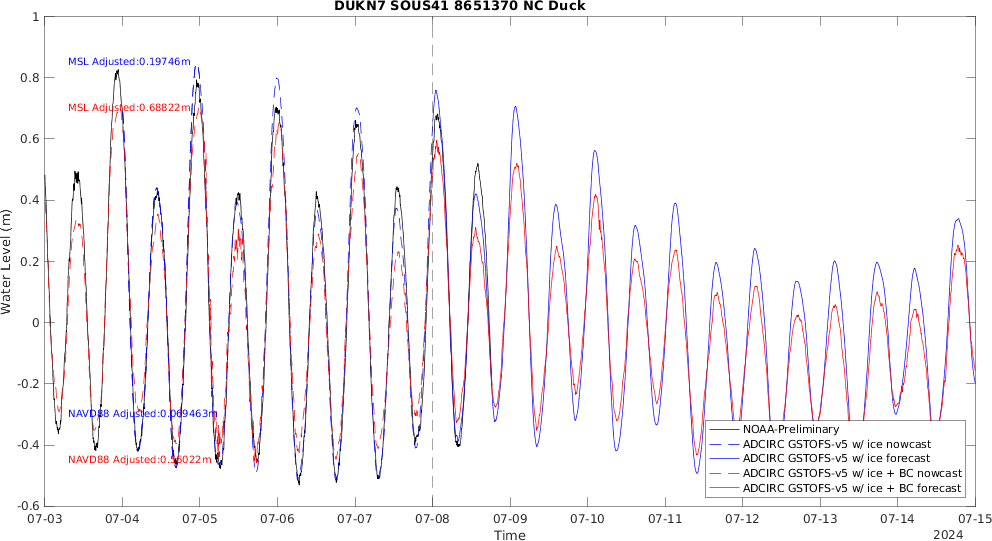 DUKN7 SOUS41 8651370 NC Duck
1
0.8
0.6
0.4
0.2
0
-0.2
-0.4
-0.6
Water Level (m)
MSL Adjusted:0.19746m
MSL Adjusted:0.68822m
NAVD88 Adjusted:0.069463m
NAVD88
NOAA-Preliminary
ADCIRC GSTOFS-v5 w/ ice nowcast
ADCIRC GSTOFS-v5 w/ ice forecast
ADCIRC GSTOFS-v5 w/ ice + BC nowcast
ADCIRC GSTOFS-v5 w/ ice + BC forecast
07-03 07-04 07-05 07-06 07-07 07-08 07-09 07-10 07-11 07-12 07-13 07-14 07-15
Time
2024